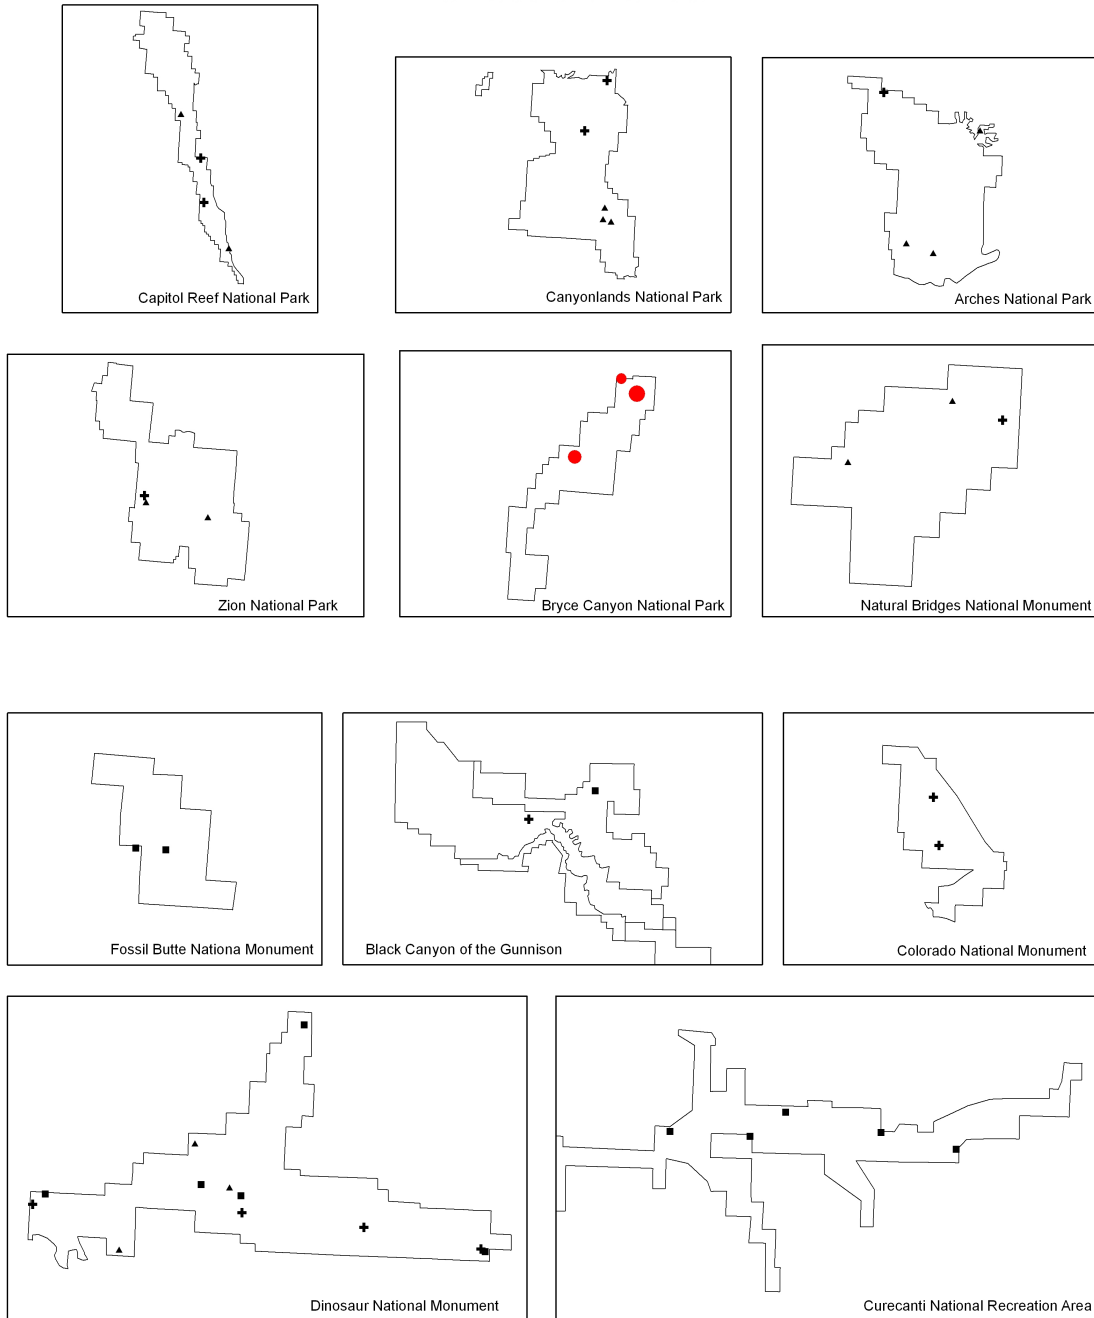 Capitol Reef National Park
Canyonlands National Park
Arches National Park
Zion National Park
Bryce Canyon National Park
Natural Bridges National Monument
Fossil Butte Nationa Monument
Black Canyon of the Gunnison
Colorado National Monument
Dinosaur National Monument
Curecanti National Recreation Area